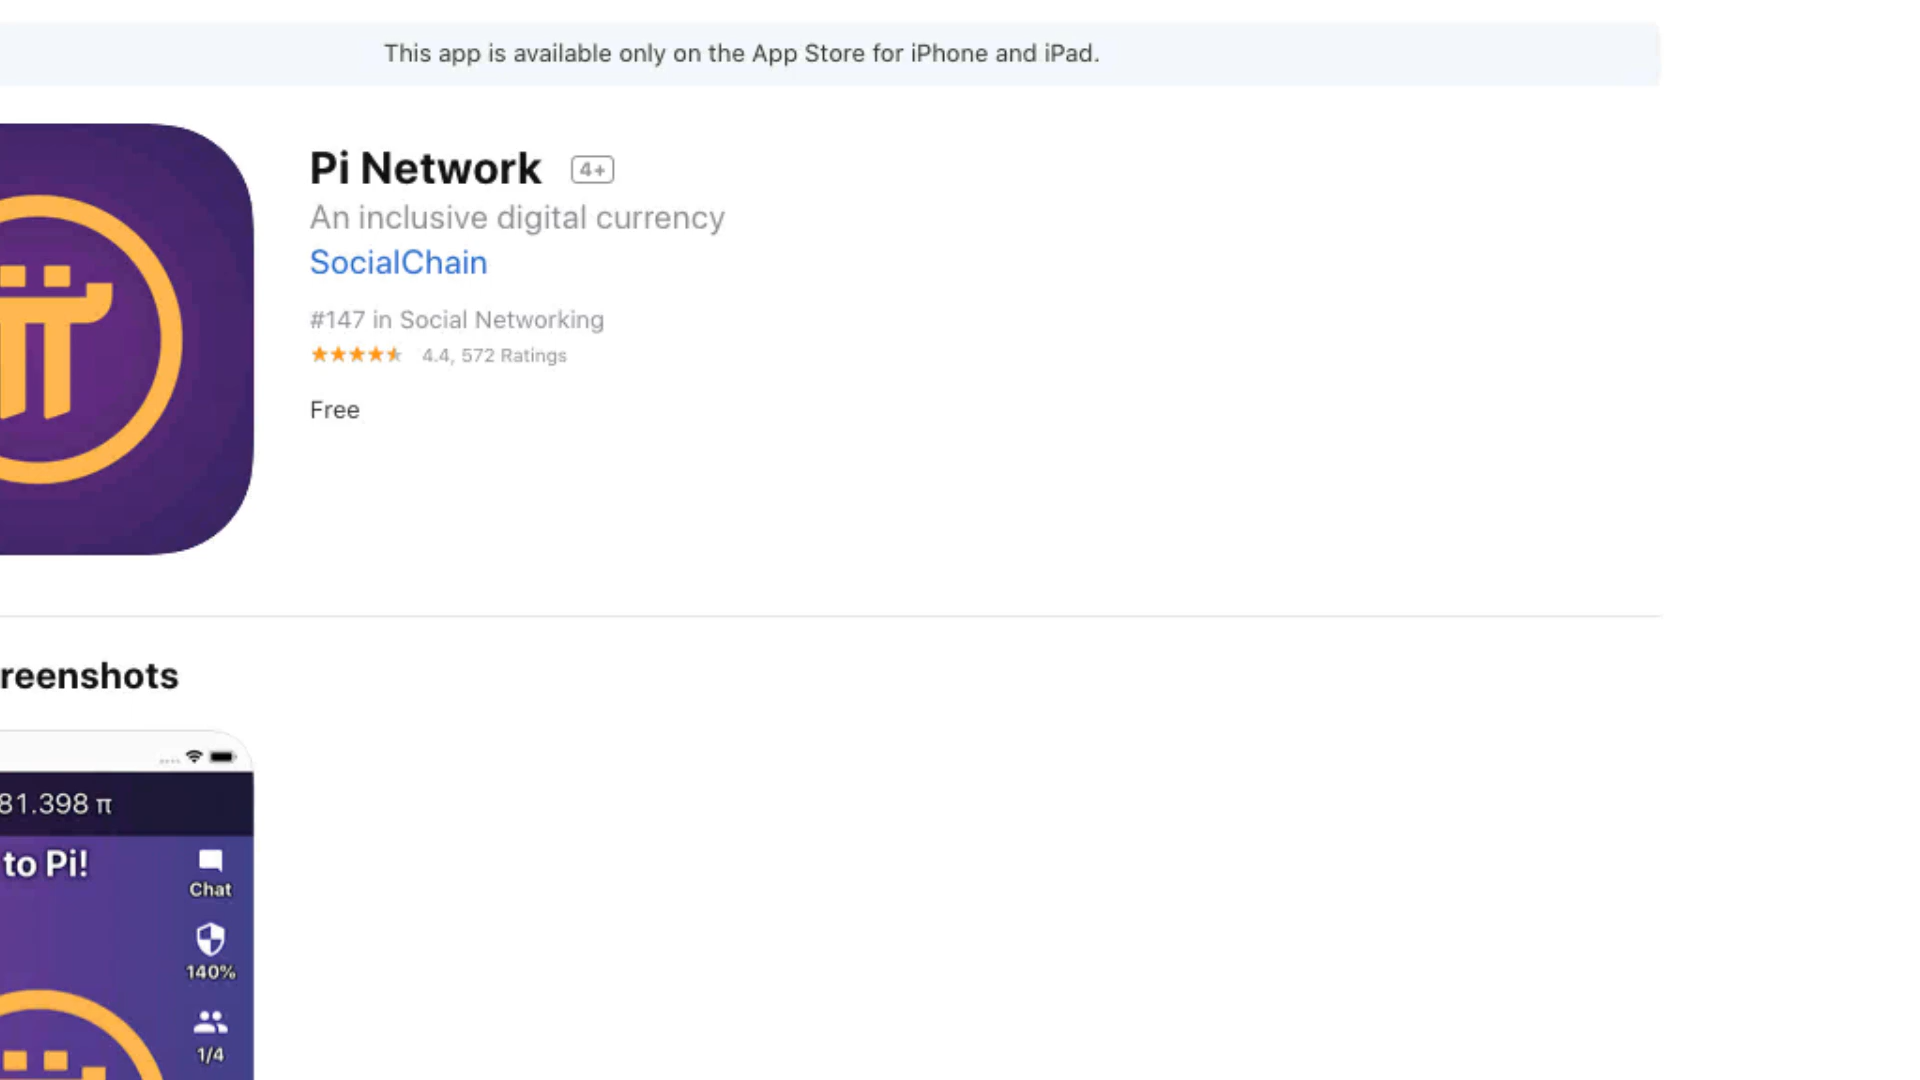 This app is available only on the App Store for iPhone and iPad.
Pi Network 4+
An inclusive digital currency
SocialChain
#147 in Social Networking
4.4, 572 Ratings
Free
reenshots
81.398 π
to Pi!
Chat
140%
1/4